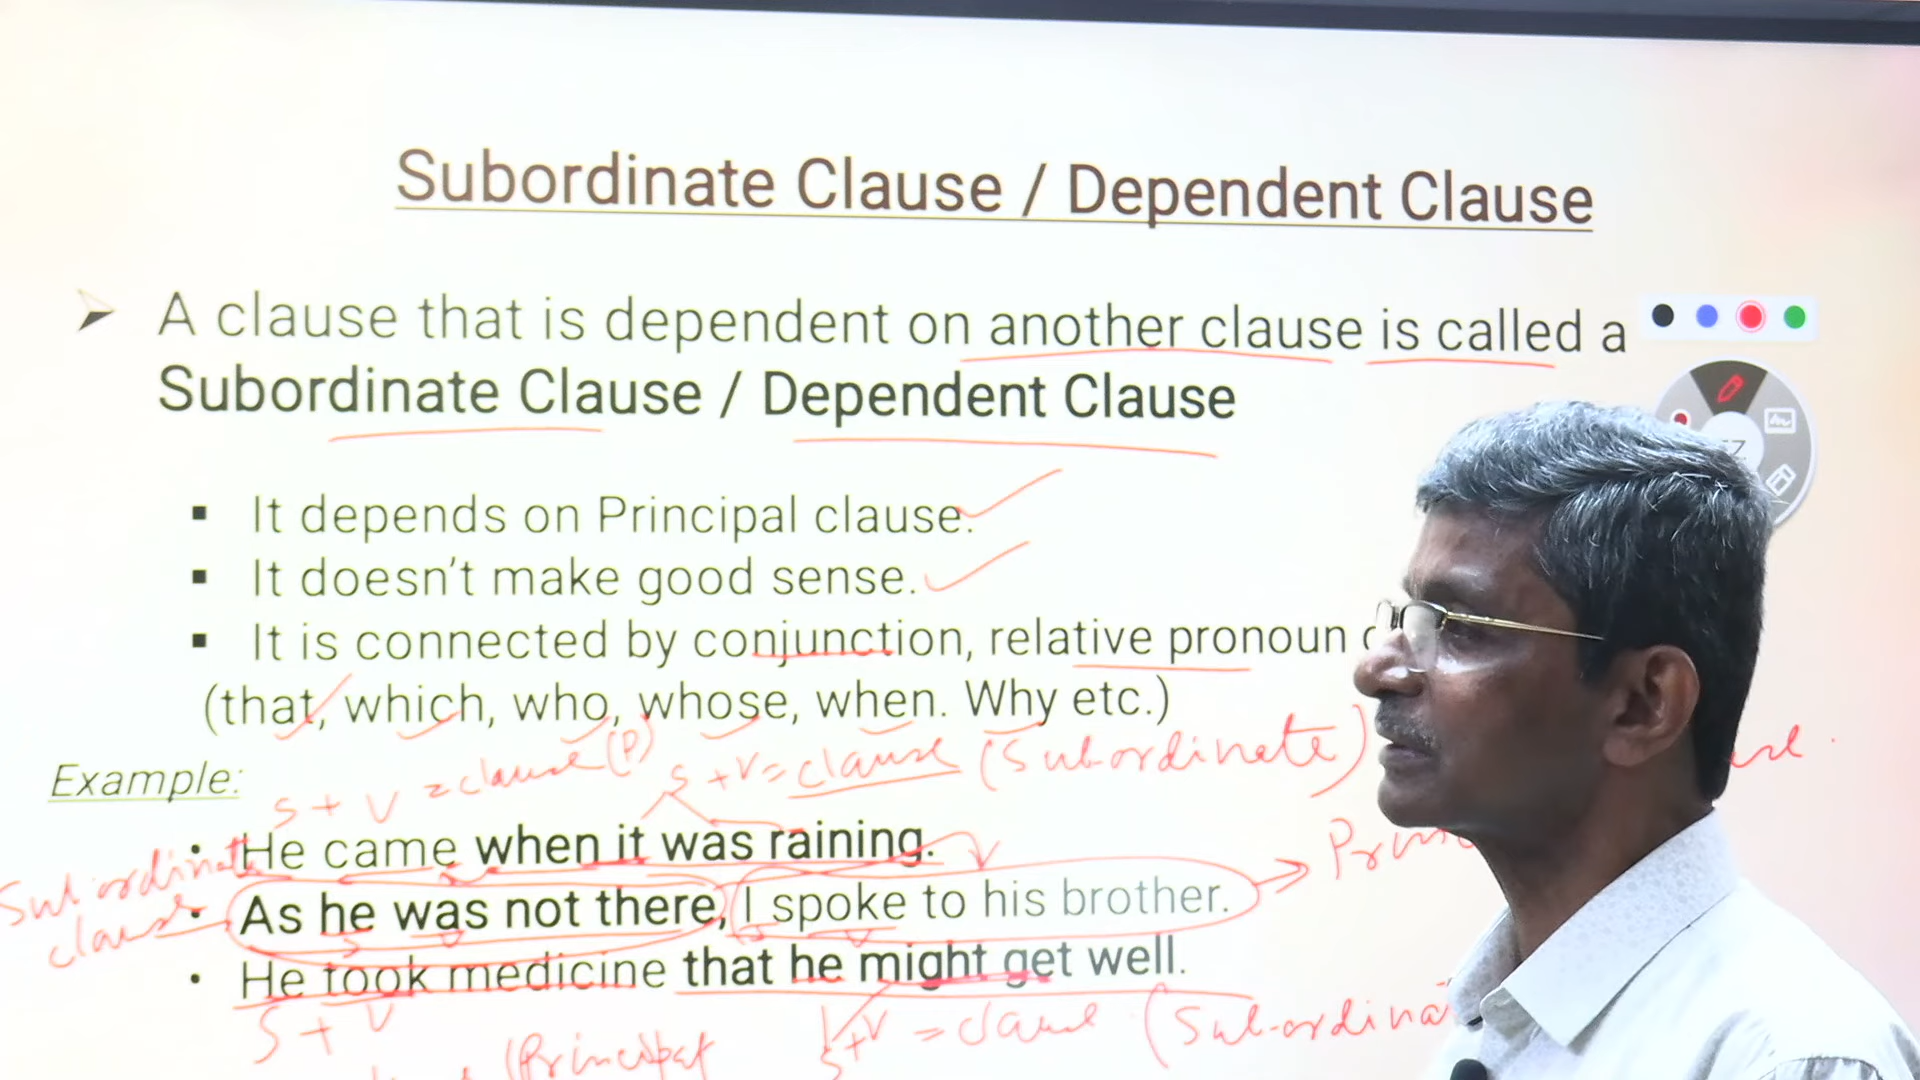 Subordinate Clause / Dependent Clause
A clause that is dependent on another clause is called a
Subordinate Clause / Dependent Clause
It depends on Principal clause.
It doesn't make good sense.
It is connected by conjunction, relative pronoun
(that, which, who, whose, when. Why etc.)
Example:
S + V = clause (P)
S + V = clause (Subordinate)
He came when it was raining.
Subordinate
clause
As he was not there, I spoke to his brother.
He took medicine that he might get well.
S + V
S+V = clause (Subordinat
(Principal